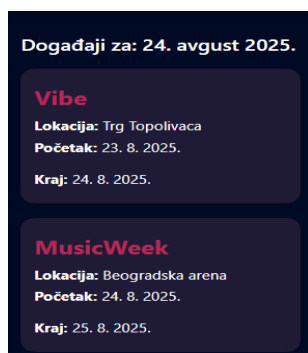 Događaji za: 24. avgust 2025.
Vibe
Lokacija: Trg Topolivaca
Početak: 23. 8. 2025.
Kraj: 24. 8. 2025.
MusicWeek
Lokacija: Beogradska arena
Početak: 24. 8. 2025.
Kraj: 25. 8. 2025.